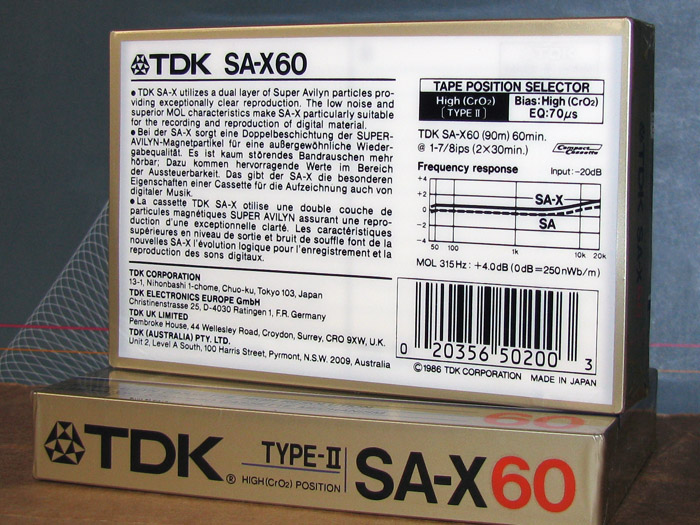 TDK SA-X60
• TDK SA-X utilizes a dual layer of Super Avilyn particles pro-
viding exceptionally clear reproduction. The low noise and
superior MOL characteristics make SA-X particularly suitable
for the recording and reproduction of digital material.
• Bei der SA-X sorgt eine Doppelbeschichtung der SUPER-
AVILYN-Magnetpartikel für eine außergewöhnliche Wieder-
gabequalität. Es ist kaum störendes Bandrauschen mehr
hörbar; Dazu kommen hervorragende Werte im Bereich
der Aussteuerbarkeit. Das gibt der SA-X die besonderen
Eigenschaften einer Cassette für die Aufzeichnung auch von
digitaler Musik.
• La cassette TDK SA-X otilise une double couche de
particules magnétiques SUPER AVILYN assurant une repro-
duction d'une exceptionnelle clarté. Les caractéristiques
supérieures en niveau de sortie et bruit de souffle font de la
nouvelles SA-X l'évolution logique pour l'enregistrement et la
reproduction des sons digitaux.
TDK CORPORATION
13-1, Nihonbashi 1-chome, Chuo-ku, Tokyo 103, Japan
TDK ELECTRONICS EUROPE GmbH
Christinenstrasse 25, D-4030 Ratingen 1, F.R. Germany
TDK UK LIMITED
Pembroke House, 44 Wellesley Road, Croydon, Surrey, CRO 9XW, U.K.
TDK (AUSTRALIA) PTY. LTD.
Unit 2, Level A South, 100 Harris Street, Pyrmont, N.S.W. 2009, Australia
TAPE POSITION SELECTOR
High (CrO2) Bias: High (CrO2)
[TYPE II] EQ: 70μs
TDK SA-X60 (90m) 60min.
@ 1-7/8ips (2×30min.) Compact Cassette
Frequency response Input: -20dB
+4
+2
0
-2
-4
SA-X
SA
50 100 1k 10k 20k
MOL 315Hz: +4.0dB (0dB=250nWb/m)
0 20356 50200 3
© 1986 TDK CORPORATION MADE IN JAPAN
TDK SA-X60
60
TDK ® TYPE-II SA-X60
HIGH (CrO2) POSITION